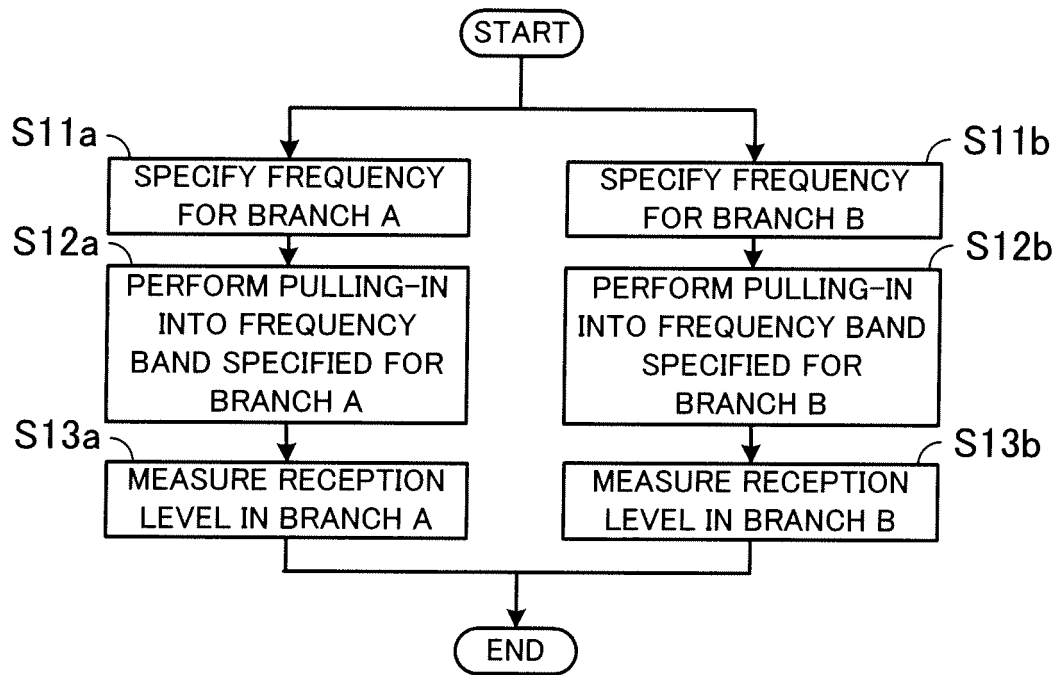 START
S11a
SPECIFY FREQUENCY
FOR BRANCH A
S11b
SPECIFY FREQUENCY
FOR BRANCH B
S12a
PERFORM PULLING-IN
INTO FREQUENCY
BAND SPECIFIED FOR
BRANCH A
S12b
PERFORM PULLING-IN
INTO FREQUENCY BAND
SPECIFIED FOR
BRANCH B
S13a
MEASURE RECEPTION
LEVEL IN BRANCH A
S13b
MEASURE RECEPTION
LEVEL IN BRANCH B
END